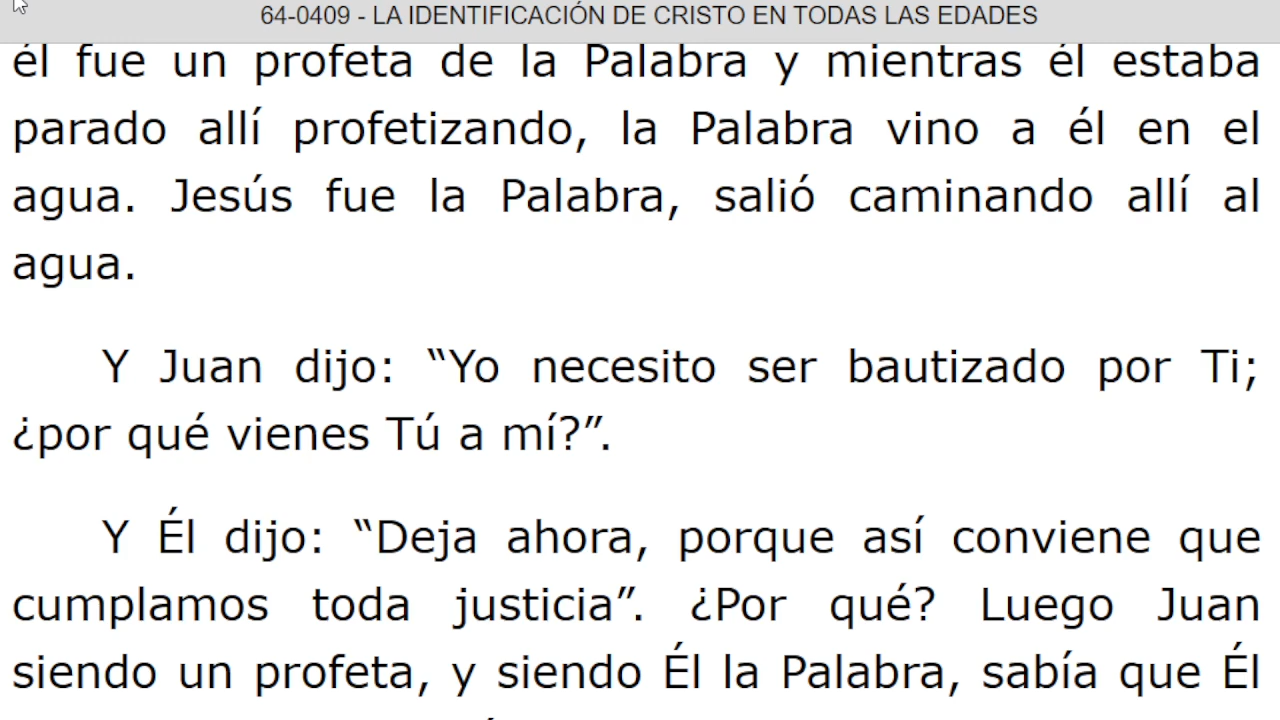 64-0409 - LA IDENTIFICACIÓN DE CRISTO EN TODAS LAS EDADES
él fue un profeta de la Palabra y mientras él estaba
parado allí profetizando, la Palabra vino a él en el
agua. Jesús fue la Palabra, salió caminando allí al
agua.
Y Juan dijo: “Yo necesito ser bautizado por Ti;
¿por qué vienes Tú a mí?”.
Y Él dijo: “Deja ahora, porque así conviene que
cumplamos toda justicia”. ¿Por qué? Luego Juan
siendo un profeta, y siendo Él la Palabra, sabía que Él